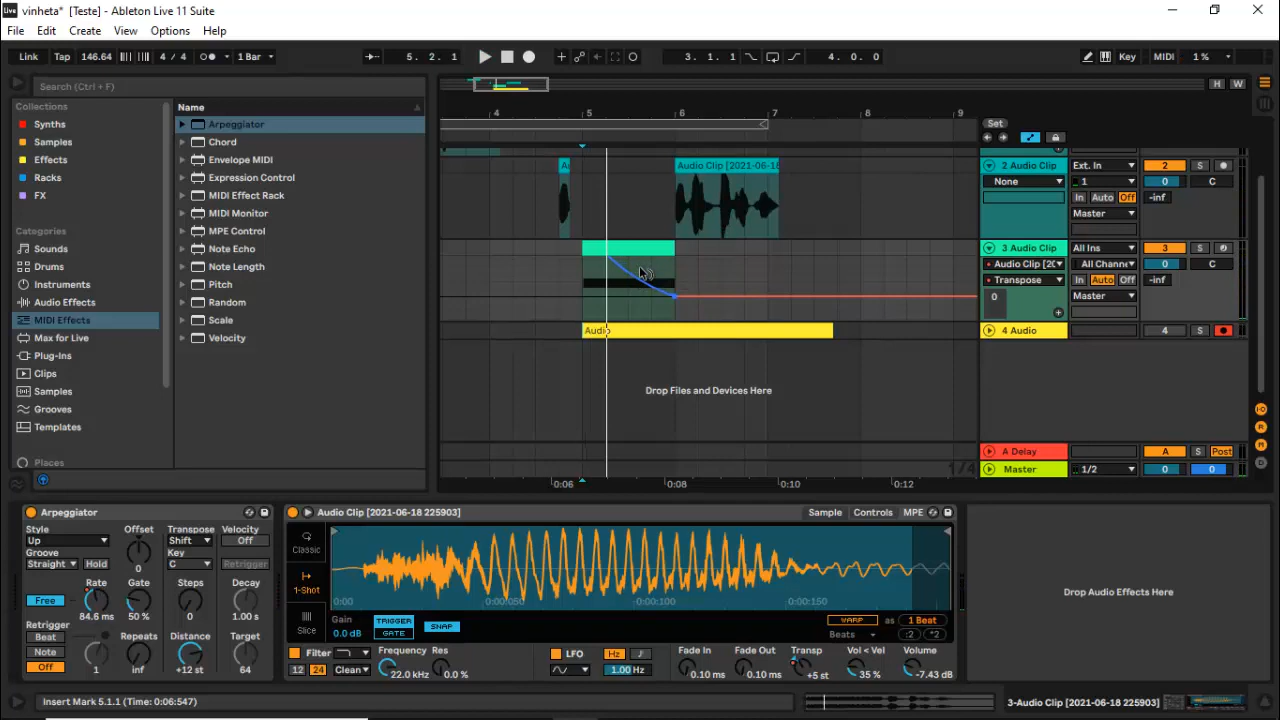 vinheta* [Teste] - Ableton Live 11 Suite
File Edit Create View Options Help
Link Tap 146.64 4 / 4 1 Bar 5. 2. 1 3. 1. 1 4. 0. 0 Key MIDI 1 %
Search (Ctrl + F)
H W
Collections
Synths
Samples
Effects
Racks
FX
Categories
Sounds
Drums
Instruments
Audio Effects
MIDI Effects
Max for Live
Plug-Ins
Clips
Samples
Grooves
Templates
Places
Name
Arpeggiator
Chord
Envelope MIDI
Expression Control
MIDI Effect Rack
MIDI Monitor
MPE Control
Note Echo
Note Length
Pitch
Random
Scale
Velocity
4 5 6 7 8 9
Set
Audio Clip [2021-06-18
2 Audio Clip Ext. In 2 S
None 1 0 C
In Auto Off -inf
Master
3 Audio Clip All Ins 3 S
Audio Clip [20 All Channe 0 C
Transpose In Auto Off -inf
0 Master
Audio
4 Audio 4 S
Drop Files and Devices Here
A Delay A S Post
1/4
Master 1/2 0 0
0:06 0:08 0:10 0:12
Arpeggiator
Style
Up
Groove
Straight Hold
Offset
0
Transpose
Shift
Key
C
Velocity
Off
Retrigger
Free
Rate
84.6 ms
Gate
50 %
Steps
0
Decay
1.00 s
Retrigger
Beat
Note
Off
1
Repeats
inf
Distance
+12 st
Target
64
Audio Clip [2021-06-18 225903] Sample Controls MPE
Classic
1-Shot
Slice
0:00 0:00:050 0:00:100 0:00:150
Gain
0.0 dB
TRIGGER
GATE
SNAP
WARP as 1 Beat
Beats :2 *2
Filter
12 24 Clean
Frequency
22.0 kHz
Res
0.0 %
LFO Hz
1.00 Hz
Fade In
0.10 ms
Fade Out
0.10 ms
Transp
+5 st
Vol < Vel
35 %
Volume
-7.43 dB
Drop Audio Effects Here
Insert Mark 5.1.1 (Time: 0:06:547)
3-Audio Clip [2021-06-18 225903]